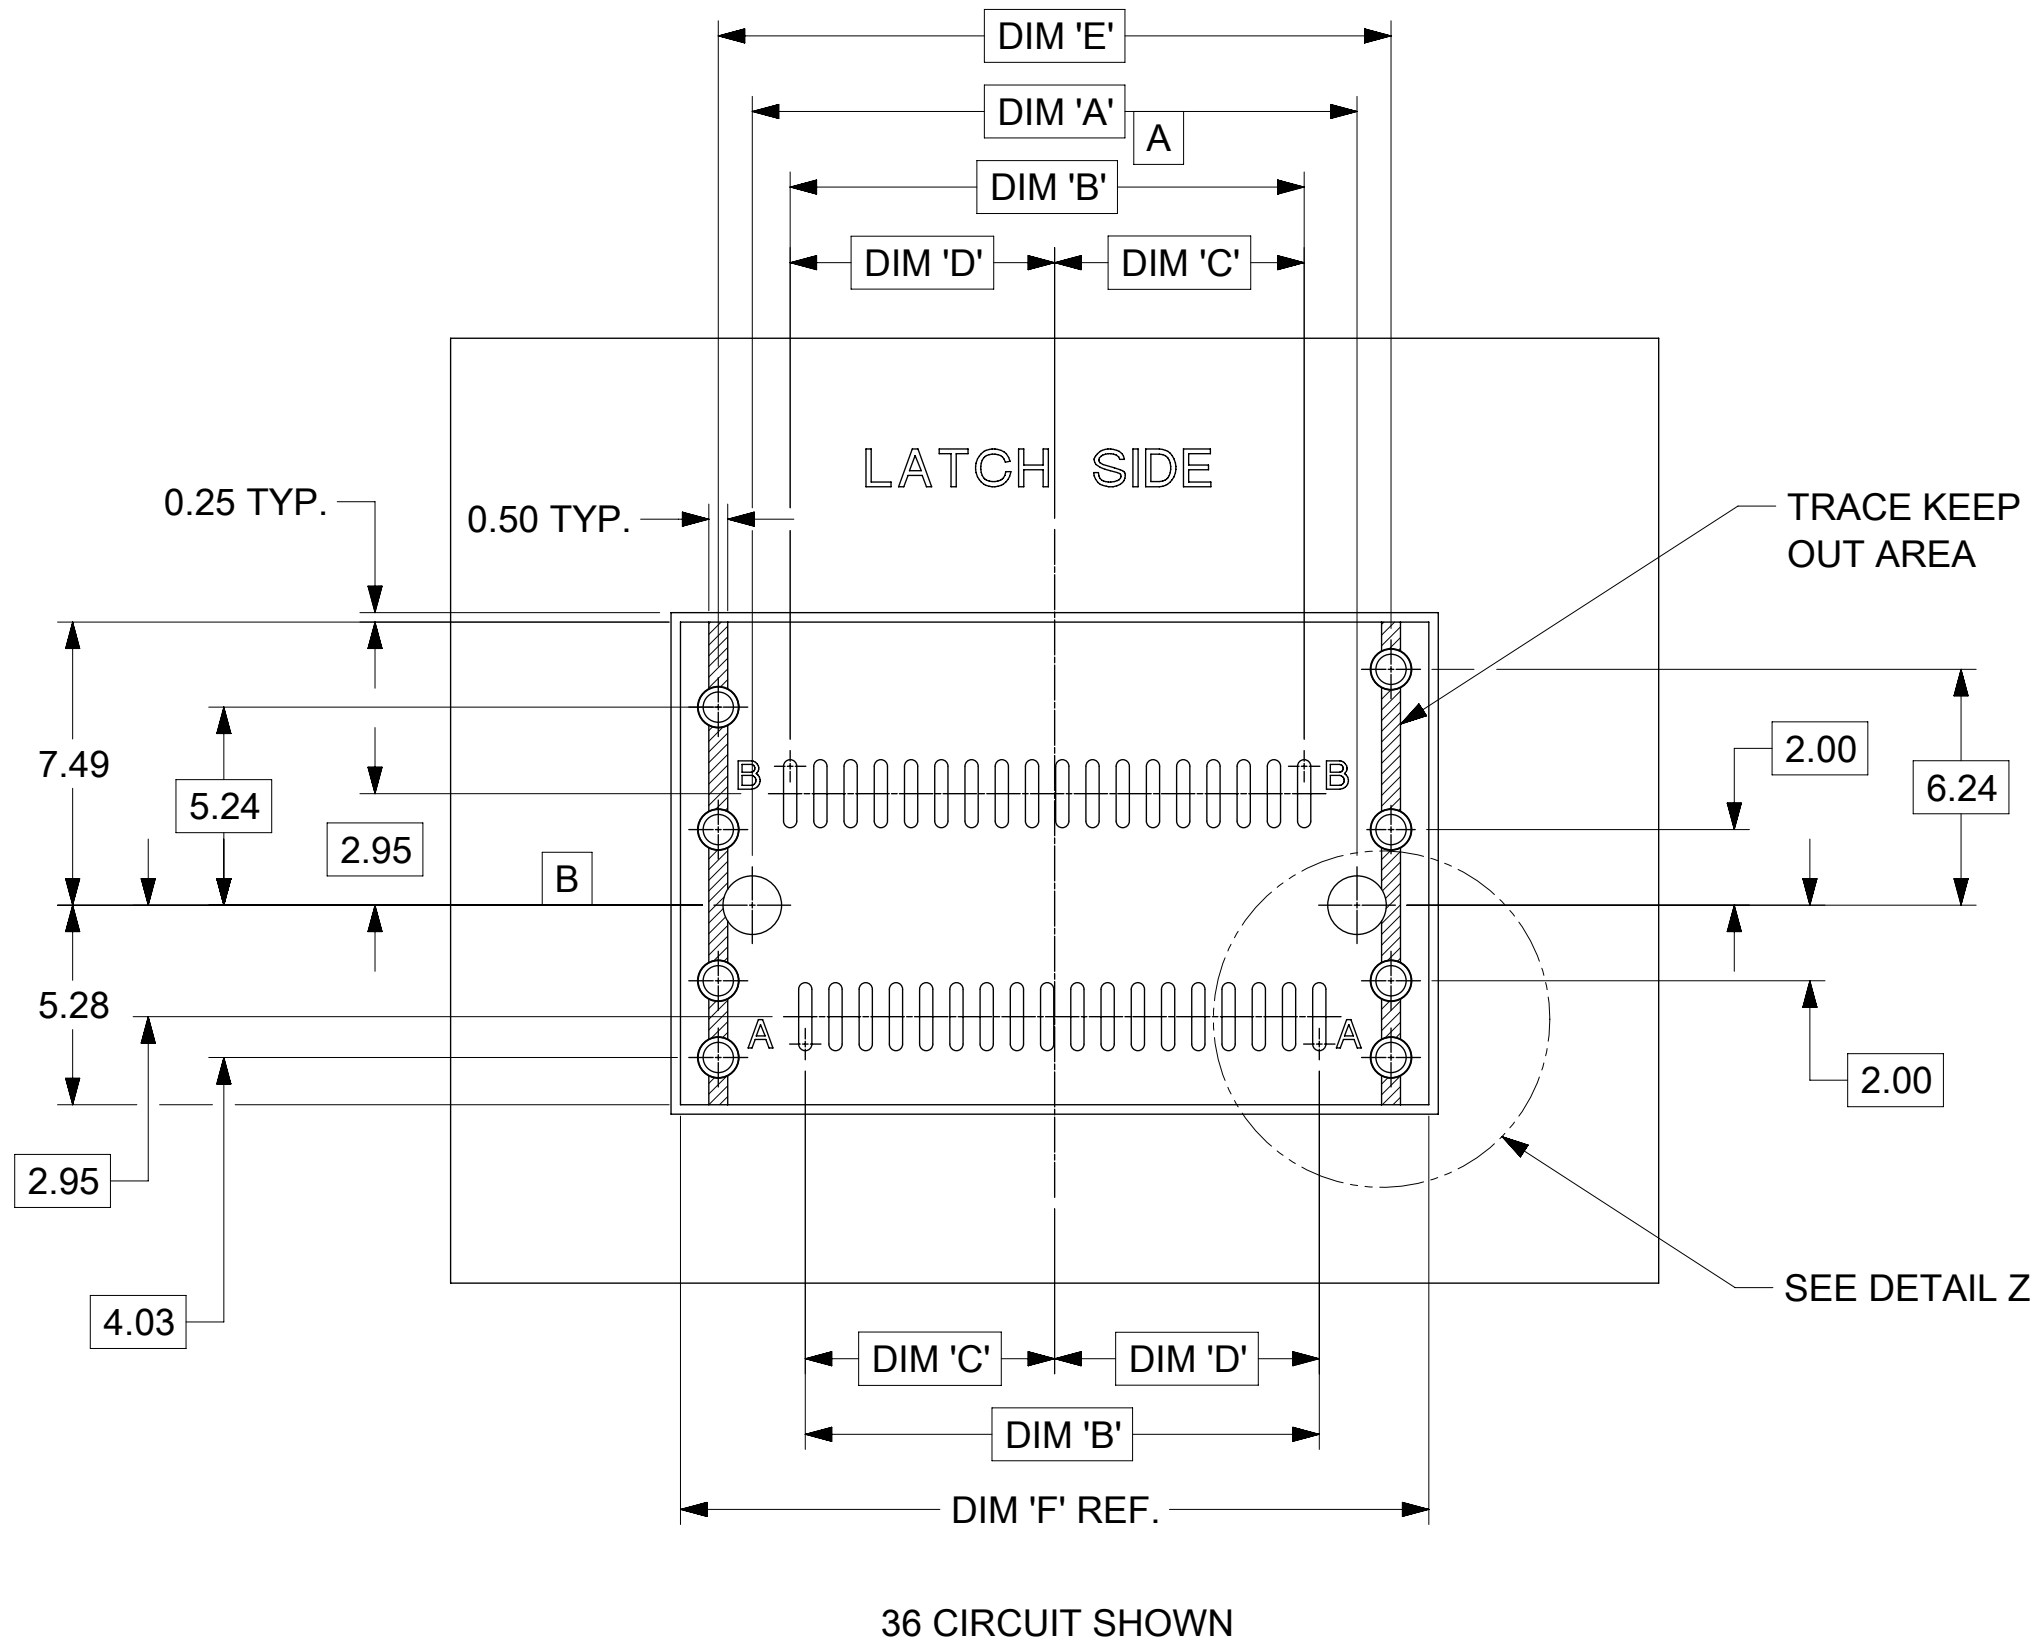 DIM 'E'
DIM 'A'
A
DIM 'B'
DIM 'D' DIM 'C'
LATCH SIDE
0.25 TYP.
0.50 TYP.
TRACE KEEP
OUT AREA
7.49
5.24
2.95
B
B B
2.00
6.24
5.28
A A
2.00
2.95
4.03
SEE DETAIL Z
DIM 'C' DIM 'D'
DIM 'B'
DIM 'F' REF.
36 CIRCUIT SHOWN